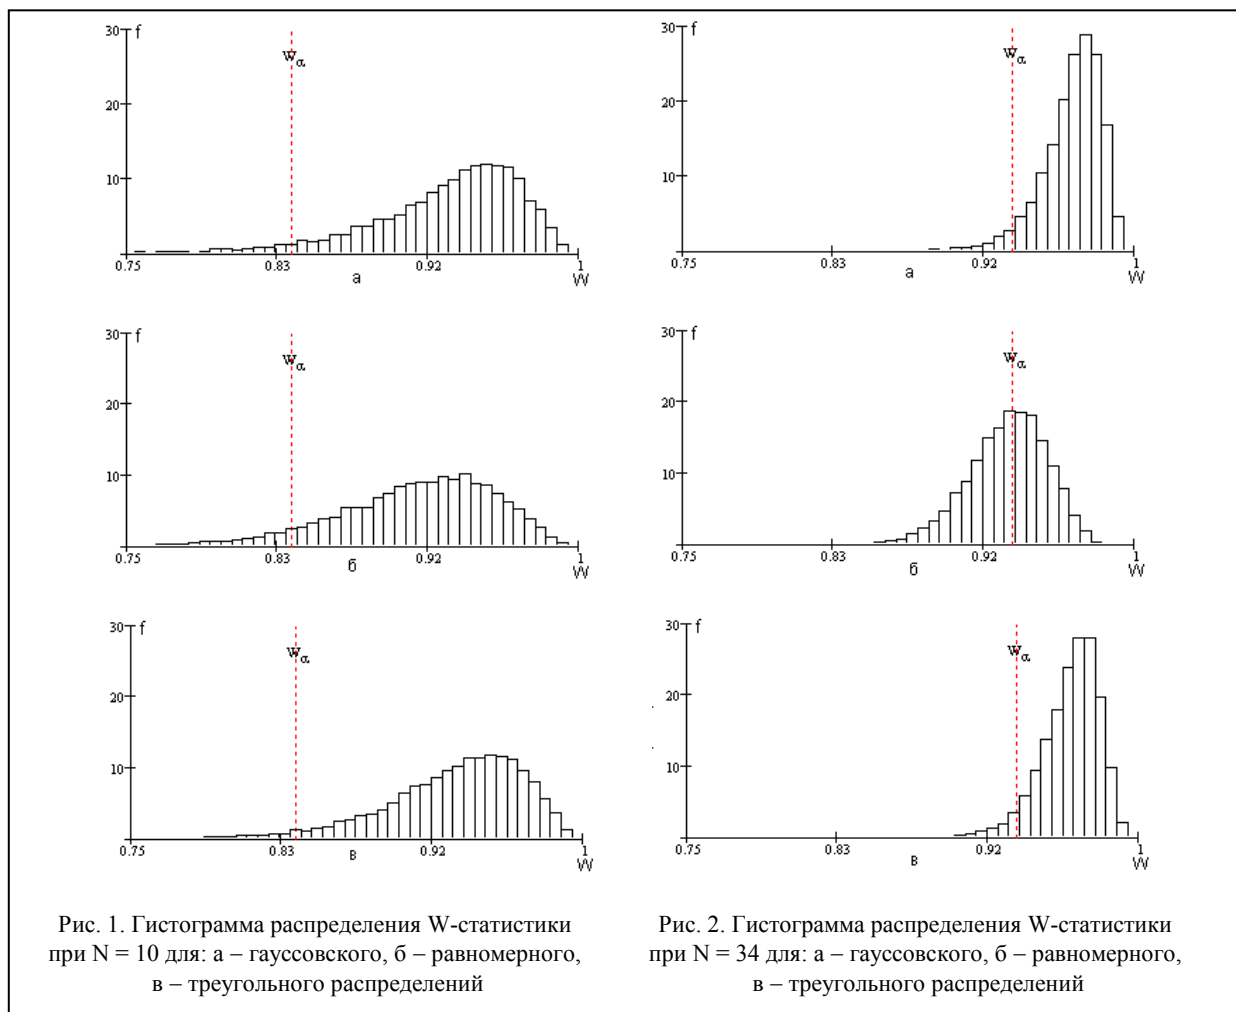 30 f
W α
20
10
0.75 0.83 0.92 1
а W
30 f
W α
20
10
0.75 0.83 0.92 1
б W
30 f
W α
20
10
0.75 0.83 0.92 1
в W
Рис. 1. Гистограмма распределения W-статистики
при N = 10 для: а – гауссовского, б – равномерного,
в – треугольного распределений
30 f
W α
20
10
0.75 0.83 0.92 1
а W
30 f
W α
20
10
0.75 0.83 0.92 1
б W
30 f
W α
20
10
0.75 0.83 0.92 1
в W
Рис. 2. Гистограмма распределения W-статистики
при N = 34 для: а – гауссовского, б – равномерного,
в – треугольного распределений